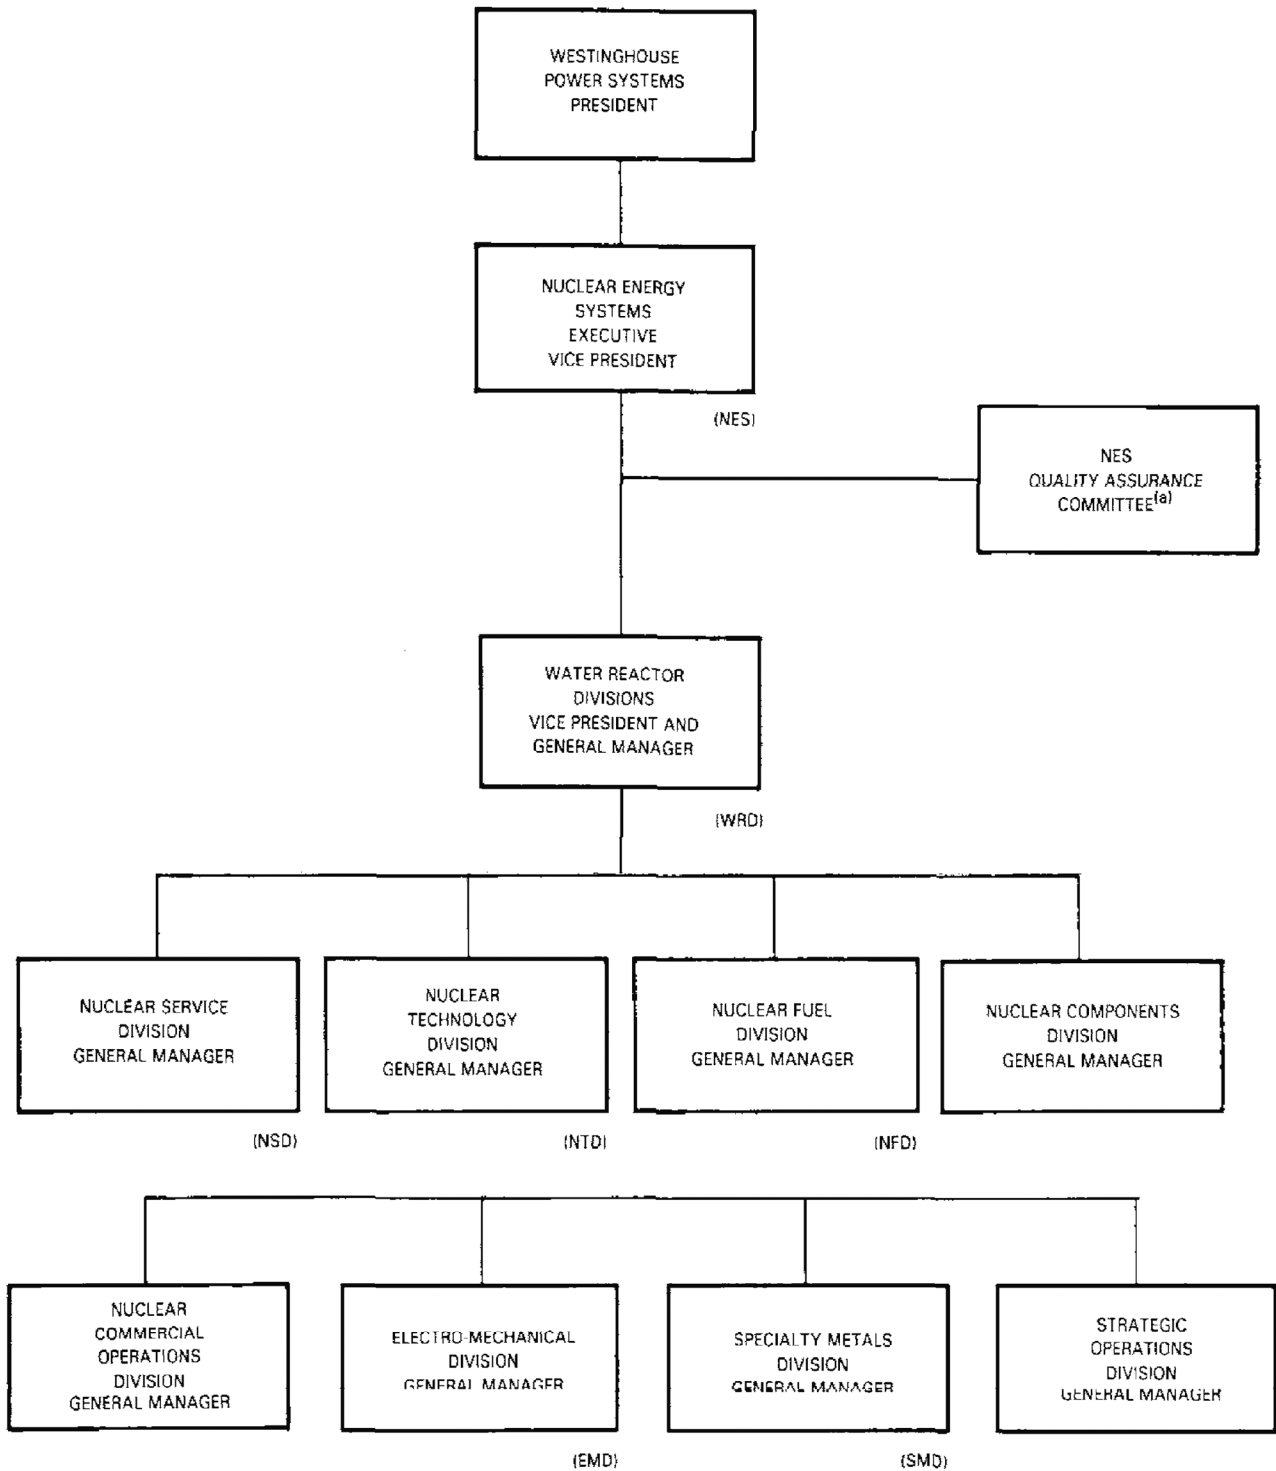 WESTINGHOUSE
POWER SYSTEMS
PRESIDENT
NUCLEAR ENERGY
SYSTEMS
EXECUTIVE
VICE PRESIDENT
(NES)
NES
QUALITY ASSURANCE
COMMITTEE(a)
WATER REACTOR
DIVISIONS
VICE PRESIDENT AND
GENERAL MANAGER
(WRD)
NUCLEAR SERVICE
DIVISION
GENERAL MANAGER
(NSD)
NUCLEAR
TECHNOLOGY
DIVISION
GENERAL MANAGER
(NTD)
NUCLEAR FUEL
DIVISION
GENERAL MANAGER
(NFD)
NUCLEAR COMPONENTS
DIVISION
GENERAL MANAGER
NUCLEAR
COMMERCIAL
OPERATIONS
DIVISION
GENERAL MANAGER
ELECTRO-MECHANICAL
DIVISION
GENERAL MANAGER
(EMD)
SPECIALTY METALS
DIVISION
GENERAL MANAGER
(SMD)
STRATEGIC
OPERATIONS
DIVISION
GENERAL MANAGER